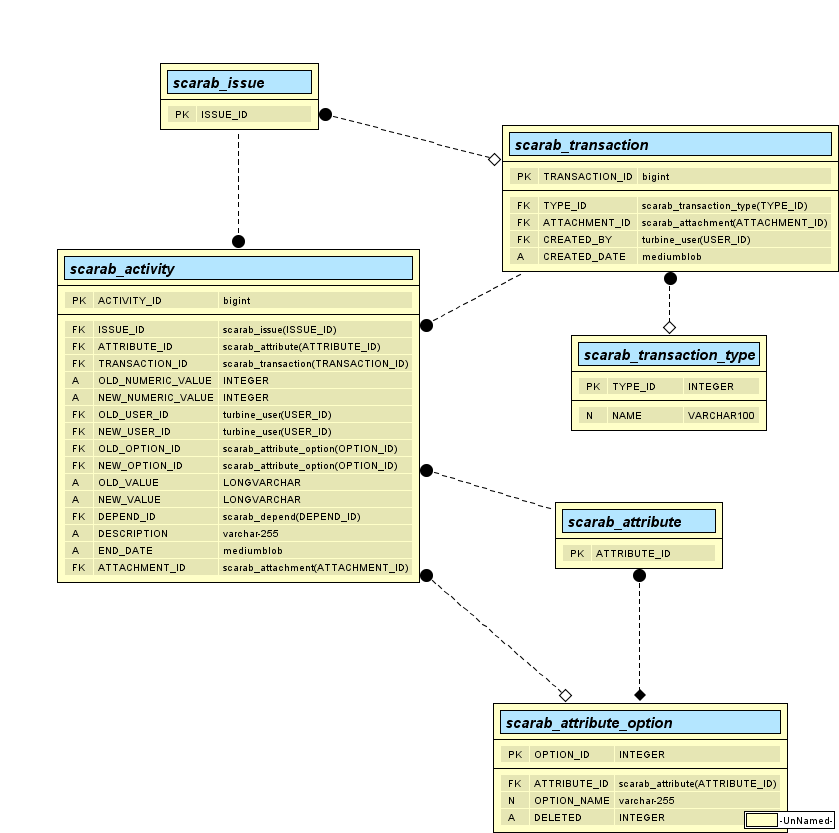 scarab_issue
PK ISSUE_ID
scarab_transaction
PK TRANSACTION_ID bigint
FK TYPE_ID scarab_transaction_type(TYPE_ID)
FK ATTACHMENT_ID scarab_attachment(ATTACHMENT_ID)
FK CREATED_BY turbine_user(USER_ID)
A CREATED_DATE mediumblob
scarab_activity
PK ACTIVITY_ID bigint
FK ISSUE_ID scarab_issue(ISSUE_ID)
FK ATTRIBUTE_ID scarab_attribute(ATTRIBUTE_ID)
FK TRANSACTION_ID scarab_transaction(TRANSACTION_ID)
A OLD_NUMERIC_VALUE INTEGER
A NEW_NUMERIC_VALUE INTEGER
FK OLD_USER_ID turbine_user(USER_ID)
FK NEW_USER_ID turbine_user(USER_ID)
FK OLD_OPTION_ID scarab_attribute_option(OPTION_ID)
FK NEW_OPTION_ID scarab_attribute_option(OPTION_ID)
A OLD_VALUE LONGVARCHAR
A NEW_VALUE LONGVARCHAR
FK DEPEND_ID scarab_depend(DEPEND_ID)
A DESCRIPTION varchar-255
A END_DATE mediumblob
FK ATTACHMENT_ID scarab_attachment(ATTACHMENT_ID)
scarab_transaction_type
PK TYPE_ID INTEGER
N NAME VARCHAR100
scarab_attribute
PK ATTRIBUTE_ID
scarab_attribute_option
PK OPTION_ID INTEGER
FK ATTRIBUTE_ID scarab_attribute(ATTRIBUTE_ID)
N OPTION_NAME varchar-255
A DELETED INTEGER
-UnNamed-